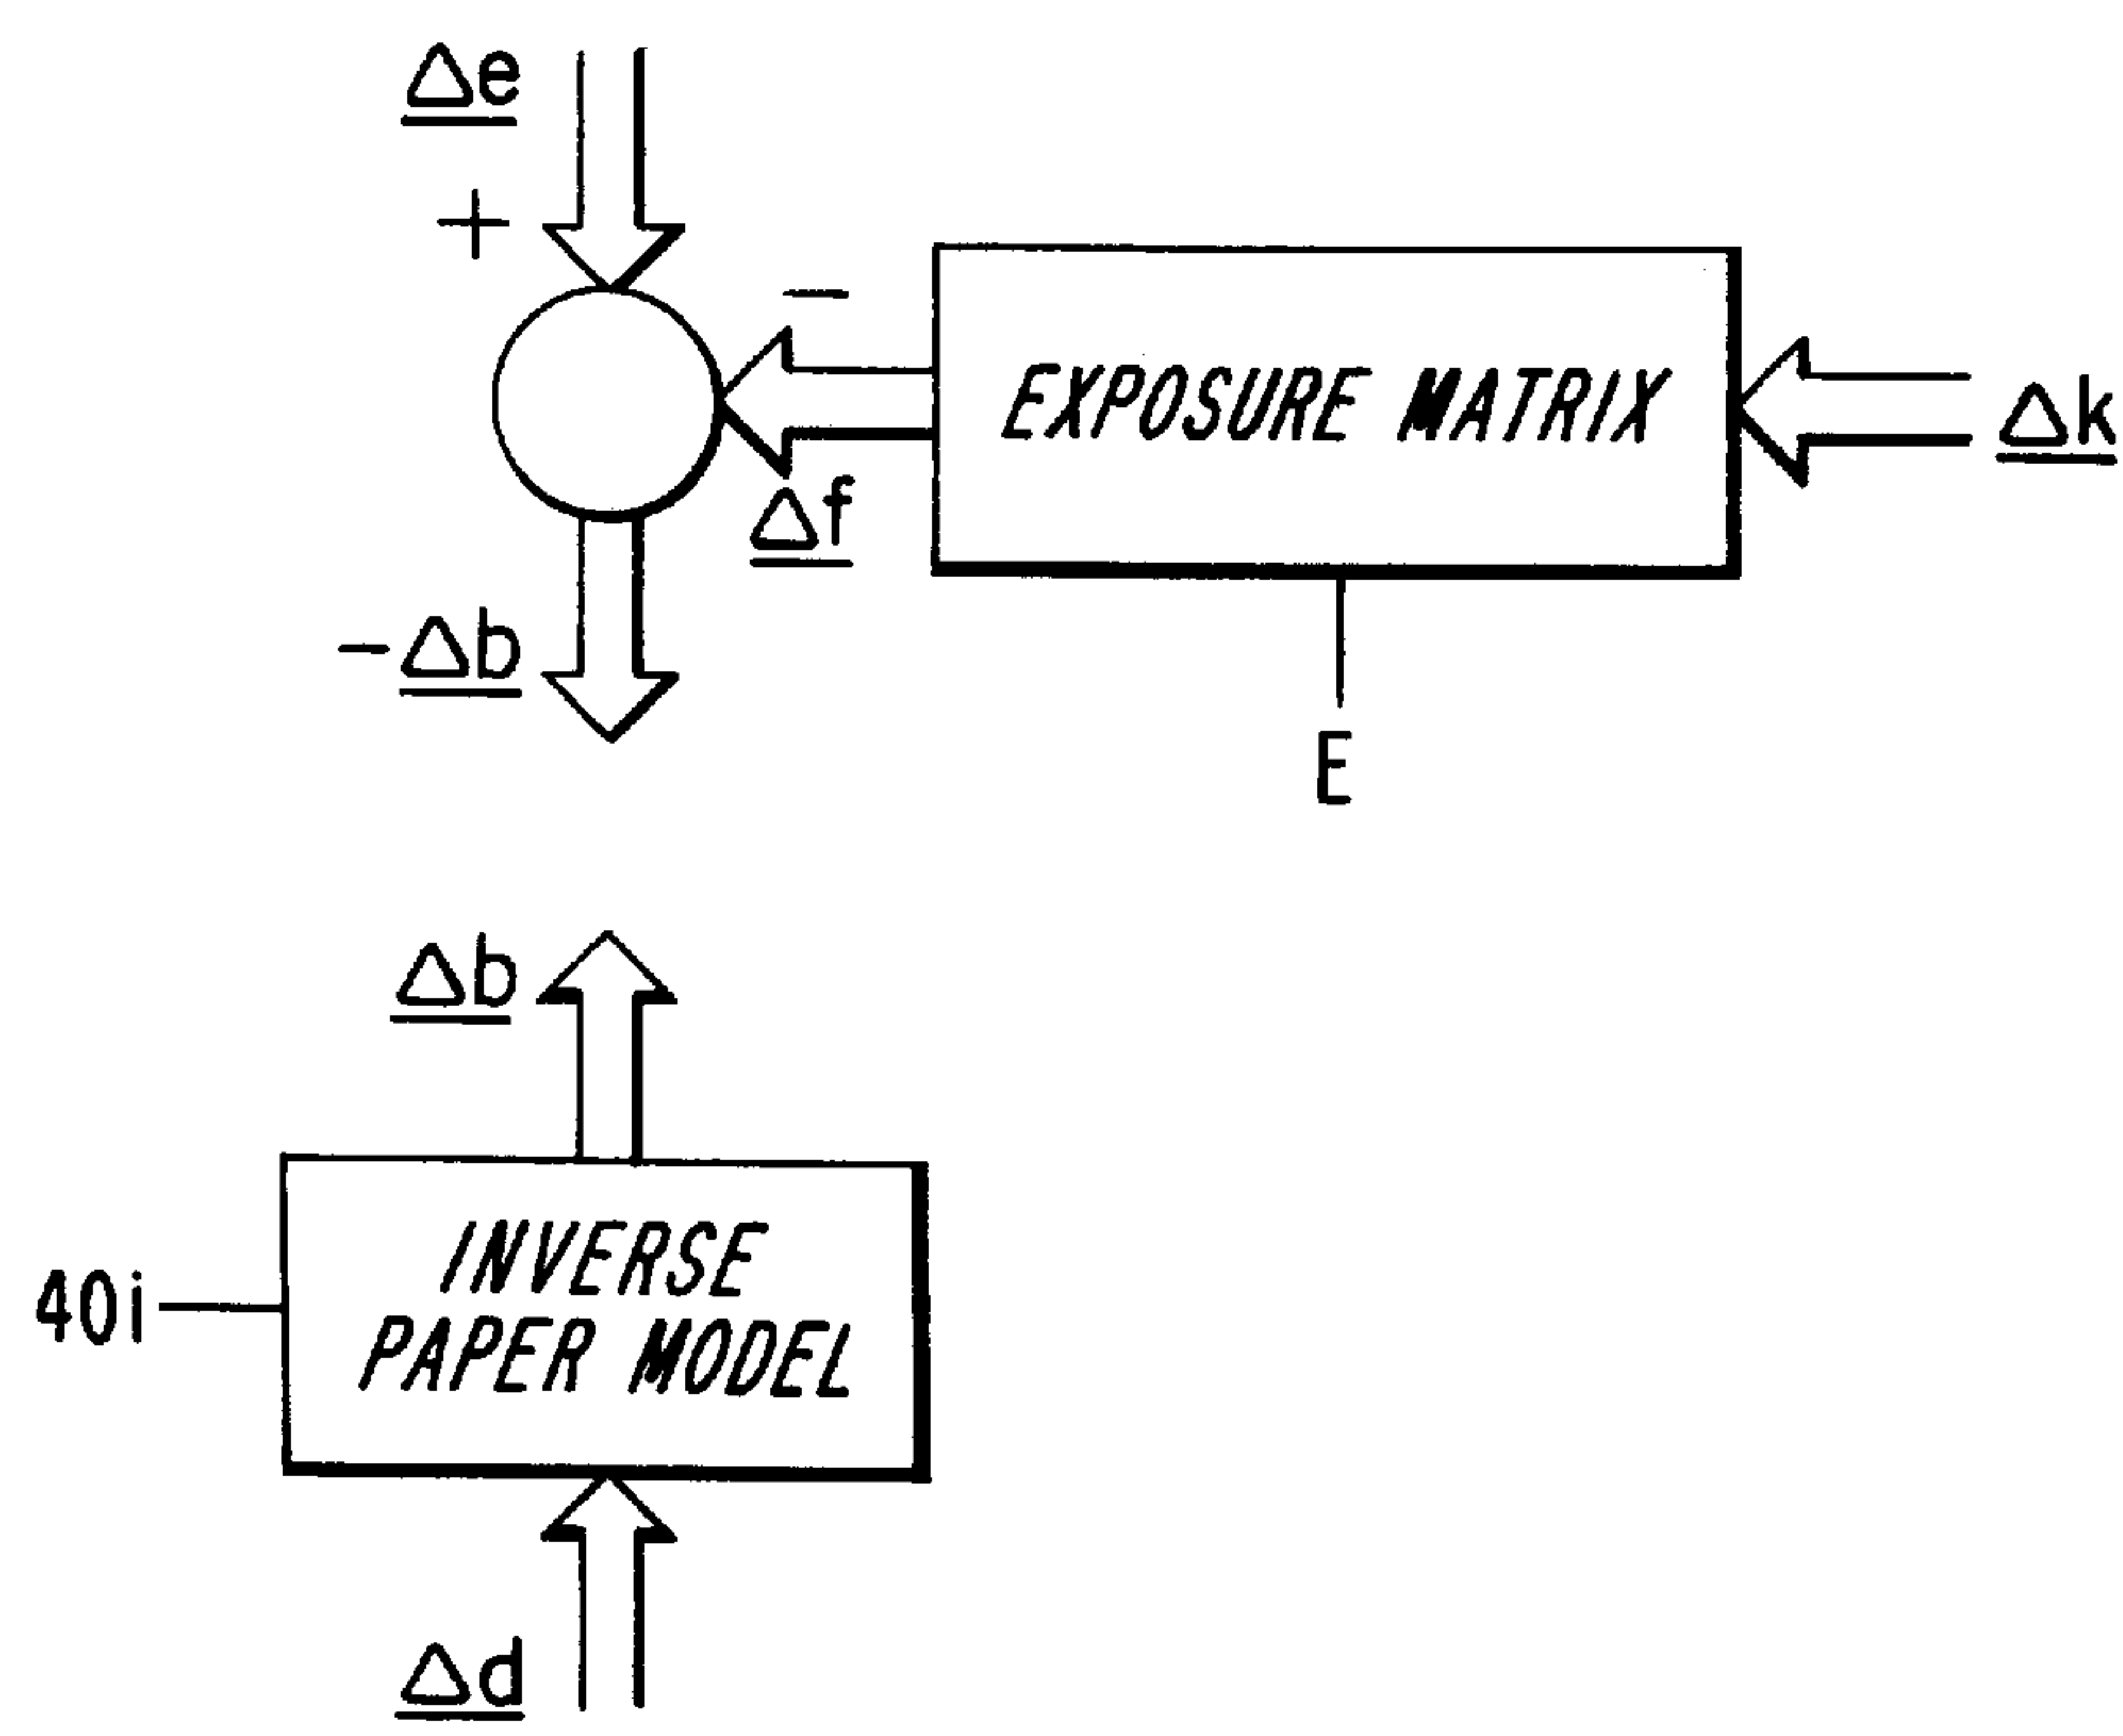 Δe
+
−
EXPOSURE MATRIX
Δk
Δf
−Δb
E
Δb
INVERSE
PAPER MODEL
40i
Δd